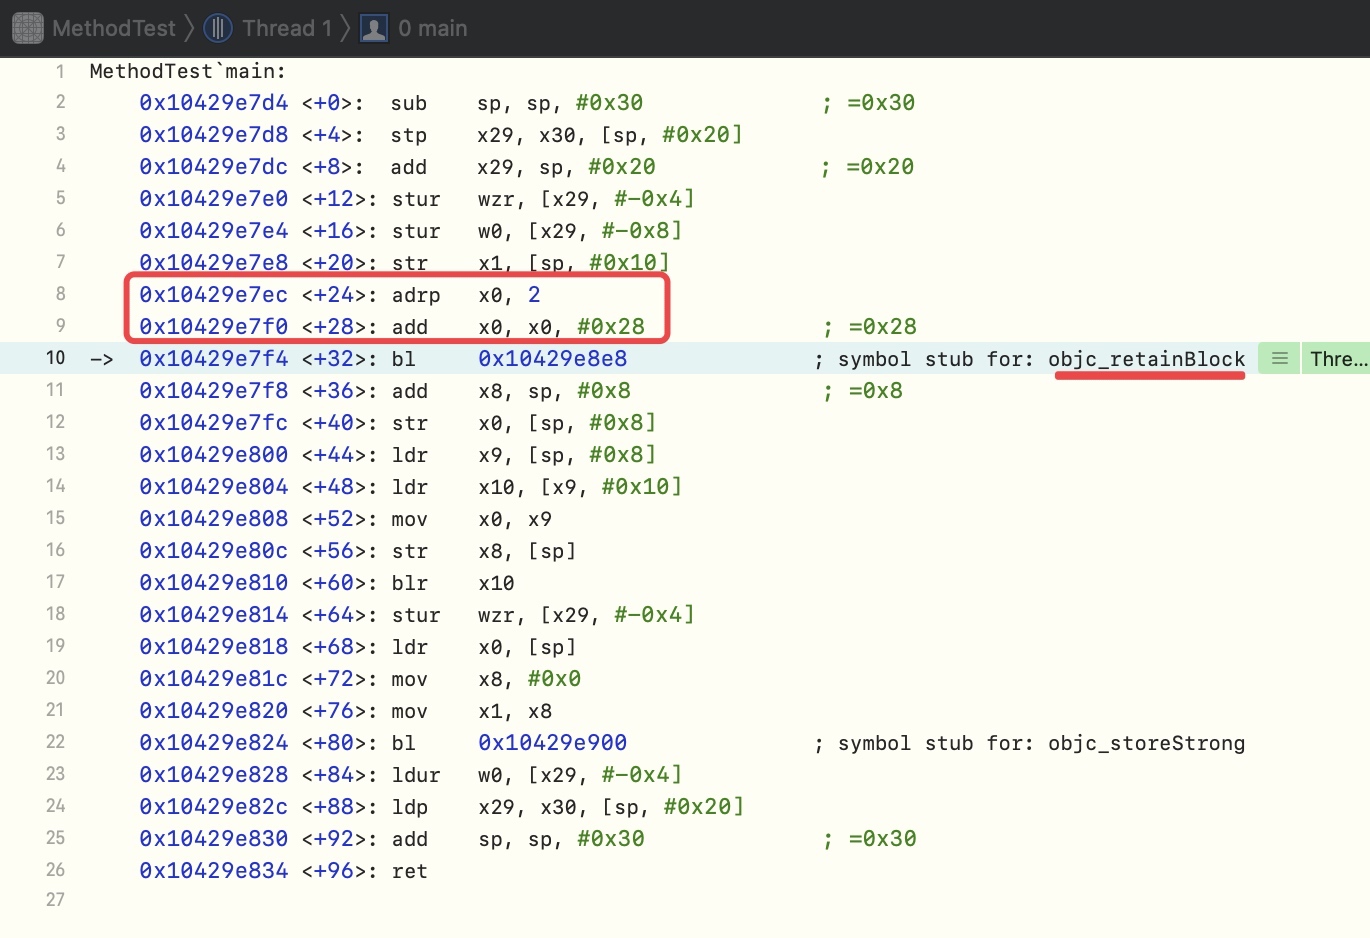 MethodTest 〉 Thread 1 〉 0 main
1 MethodTest`main:
2 0x10429e7d4 <+0>: sub sp, sp, #0x30 ; =0x30
3 0x10429e7d8 <+4>: stp x29, x30, [sp, #0x20]
4 0x10429e7dc <+8>: add x29, sp, #0x20 ; =0x20
5 0x10429e7e0 <+12>: stur wzr, [x29, #-0x4]
6 0x10429e7e4 <+16>: stur w0, [x29, #-0x8]
7 0x10429e7e8 <+20>: str x1, [sp, #0x10]
8 0x10429e7ec <+24>: adrp x0, 2
9 0x10429e7f0 <+28>: add x0, x0, #0x28 ; =0x28
10 -> 0x10429e7f4 <+32>: bl 0x10429e8e8 ; symbol stub for: objc_retainBlock Thre...
11 0x10429e7f8 <+36>: add x8, sp, #0x8 ; =0x8
12 0x10429e7fc <+40>: str x0, [sp, #0x8]
13 0x10429e800 <+44>: ldr x9, [sp, #0x8]
14 0x10429e804 <+48>: ldr x10, [x9, #0x10]
15 0x10429e808 <+52>: mov x0, x9
16 0x10429e80c <+56>: str x8, [sp]
17 0x10429e810 <+60>: blr x10
18 0x10429e814 <+64>: stur wzr, [x29, #-0x4]
19 0x10429e818 <+68>: ldr x0, [sp]
20 0x10429e81c <+72>: mov x8, #0x0
21 0x10429e820 <+76>: mov x1, x8
22 0x10429e824 <+80>: bl 0x10429e900 ; symbol stub for: objc_storeStrong
23 0x10429e828 <+84>: ldur w0, [x29, #-0x4]
24 0x10429e82c <+88>: ldp x29, x30, [sp, #0x20]
25 0x10429e830 <+92>: add sp, sp, #0x30 ; =0x30
26 0x10429e834 <+96>: ret
27